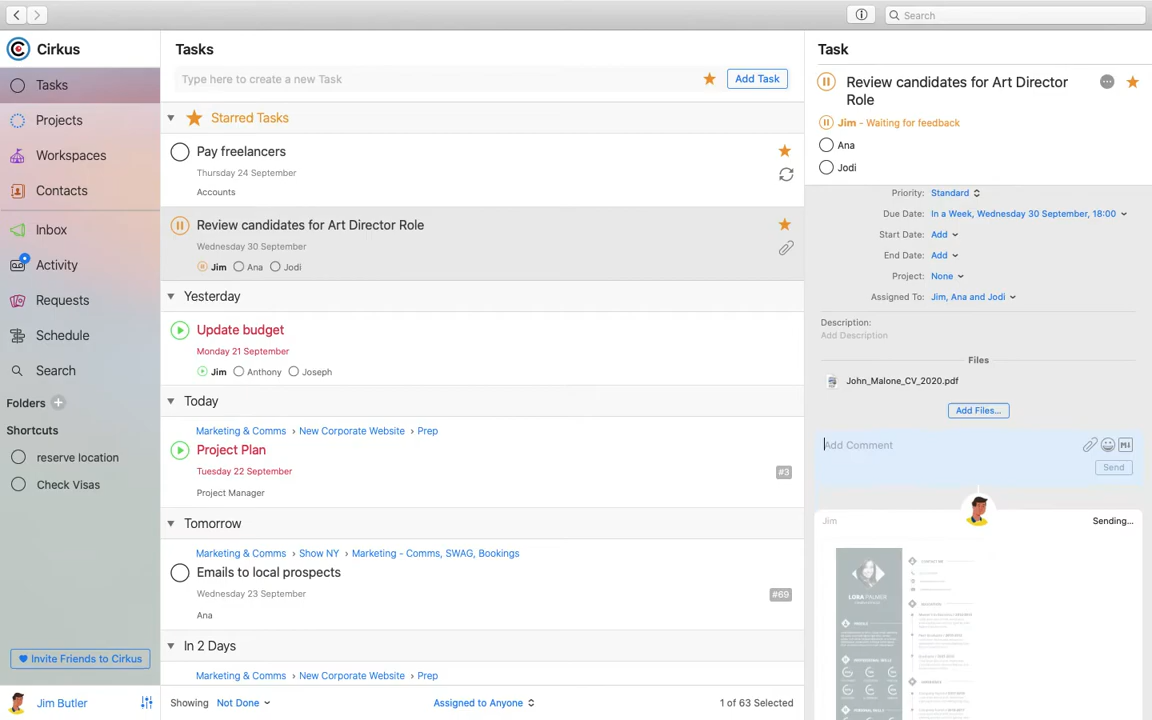 Search
Cirkus
Tasks
Projects
Workspaces
Contacts
Inbox
Activity
Requests
Schedule
Search
Folders
Shortcuts
reserve location
Check Visas
Invite Friends to Cirkus
Jim Butler
Tasks
Type here to create a new Task
Add Task
Starred Tasks
Pay freelancers
Thursday 24 September
Accounts
Review candidates for Art Director Role
Wednesday 30 September
Jim Ana Jodi
Yesterday
Update budget
Monday 21 September
Jim Anthony Joseph
Today
Marketing & Comms › New Corporate Website › Prep
Project Plan
Tuesday 22 September
#3
Project Manager
Tomorrow
Marketing & Comms › Show NY › Marketing - Comms, SWAG, Bookings
Emails to local prospects
Wednesday 23 September
#69
Ana
In 2 Days
Marketing & Comms › New Corporate Website › Prep
Showing Not Done
Assigned to Anyone
1 of 63 Selected
Task
Review candidates for Art Director
Role
Jim - Waiting for feedback
Ana
Jodi
Priority: Standard
Due Date: In a Week, Wednesday 30 September, 18:00
Start Date: Add
End Date: Add
Project: None
Assigned To: Jim, Ana and Jodi
Description:
Add Description
Files
John_Malone_CV_2020.pdf
Add Files...
Add Comment
Send
Jim
Sending...
CONTACT ME
LORA PALMER
PROFILE